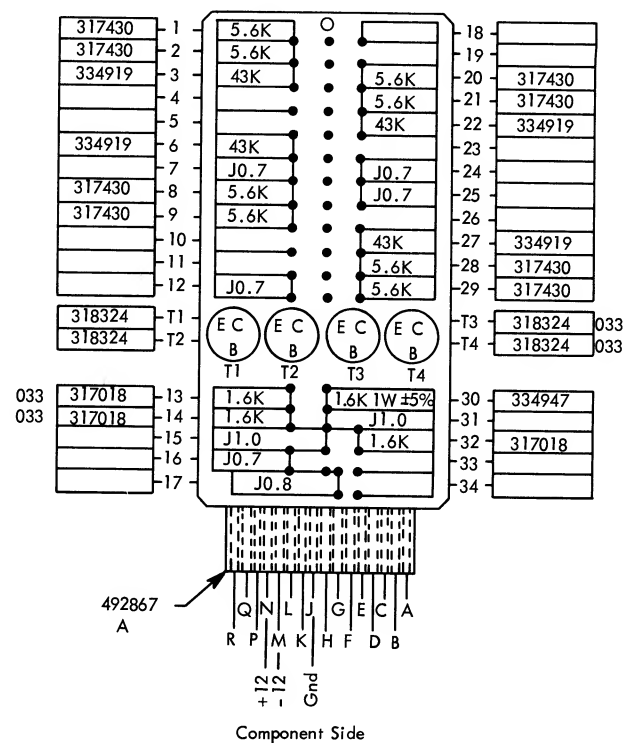 317430 1 5.6K 18
317430 2 5.6K 19
334919 3 43K 5.6K 20 317430
4 5.6K 21 317430
5 43K 22 334919
334919 6 43K 23
7 J0.7 J0.7 24
317430 8 5.6K J0.7 25
317430 9 5.6K 26
10 43K 27 334919
11 5.6K 28 317430
12 J0.7 5.6K 29 317430
318324 T1 E C B E C B E C B E C B T3 318324 033
318324 T2 T4 318324 033
T1 T2 T3 T4
033 317018 13 1.6K 1.6K 1W ±5% 30 334947
033 317018 14 1.6K J1.0 31
15 J1.0 1.6K 32 317018
16 J0.7 33
17 J0.8 34
492867
A
Q N L J G E C A
R P M K H F D B
+12 -12 Gnd
Component Side